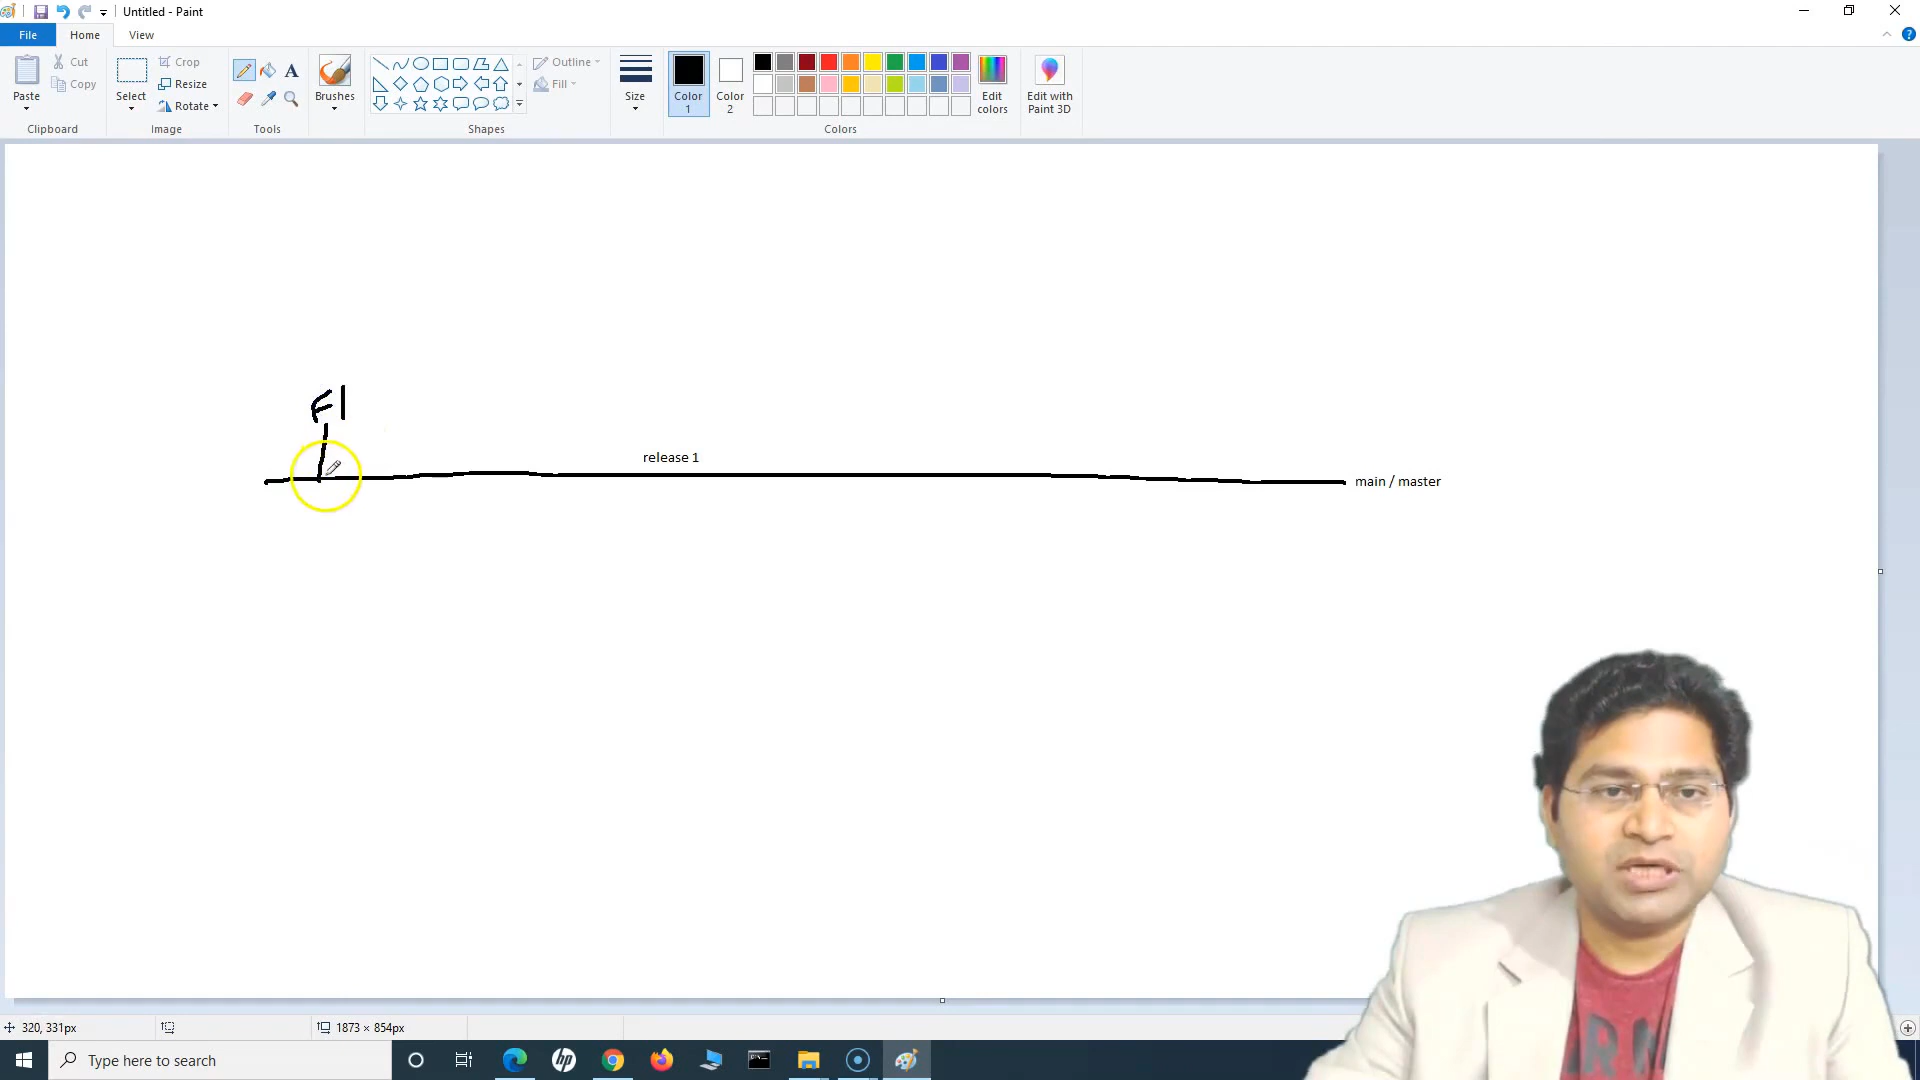 Untitled - Paint
File
Home
View
Paste
Cut
Copy
Clipboard
Select
Crop
Resize
Rotate
Image
A
Tools
Brushes
Shapes
Outline
Fill
Size
Color
1
Color
2
Edit
colors
Colors
Edit with
Paint 3D
F1
release 1
main / master
320, 331px
1873 × 854px
Type here to search
hp